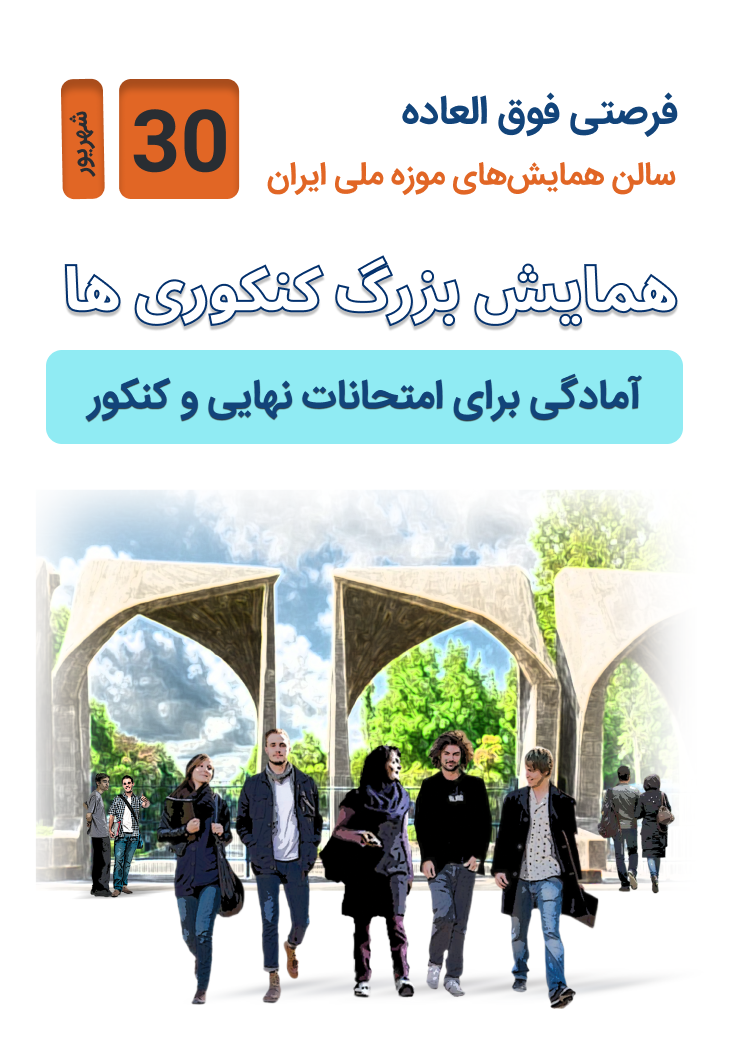 فرصتی فوق العاده
سالن همایش‌های موزه ملی ایران
30
شهریور
همایش بزرگ کنکوری ها
آمادگی برای امتحانات نهایی و کنکور